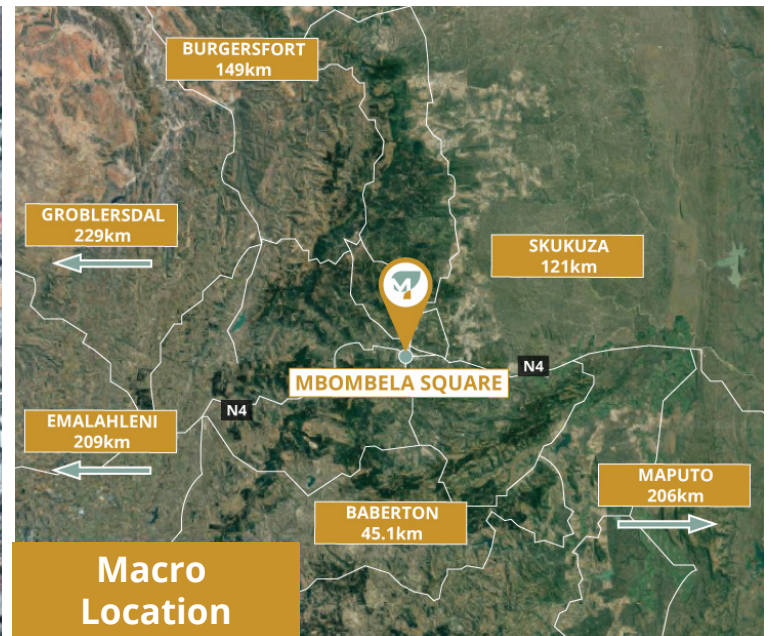 BURGERSFORT
149km
GROBLERSDAL
229km
SKUKUZA
121km
M
MBOMBELA SQUARE
N4
N4
EMALAHLENI
209km
MAPUTO
206km
BABERTON
45.1km
Macro
Location